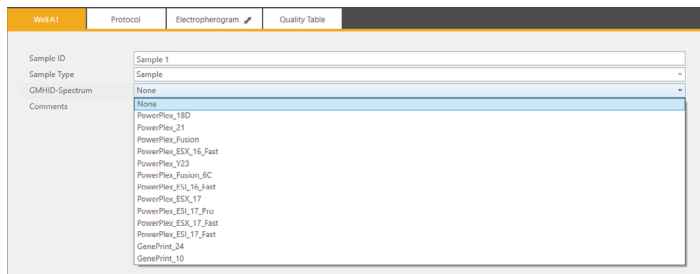 Well A1 Protocol Electropherogram Quality Table
Sample ID Sample 1
Sample Type Sample
GMHID-Spectrum None
Comments None
PowerPlex_18D
PowerPlex_21
PowerPlex_Fusion
PowerPlex_ESX_16_Fast
PowerPlex_Y23
PowerPlex_Fusion_6C
PowerPlex_ESI_16_Fast
PowerPlex_ESX_17
PowerPlex_ESI_17_Pro
PowerPlex_ESX_17_Fast
PowerPlex_ESI_17_Fast
GenePrint_24
GenePrint_10